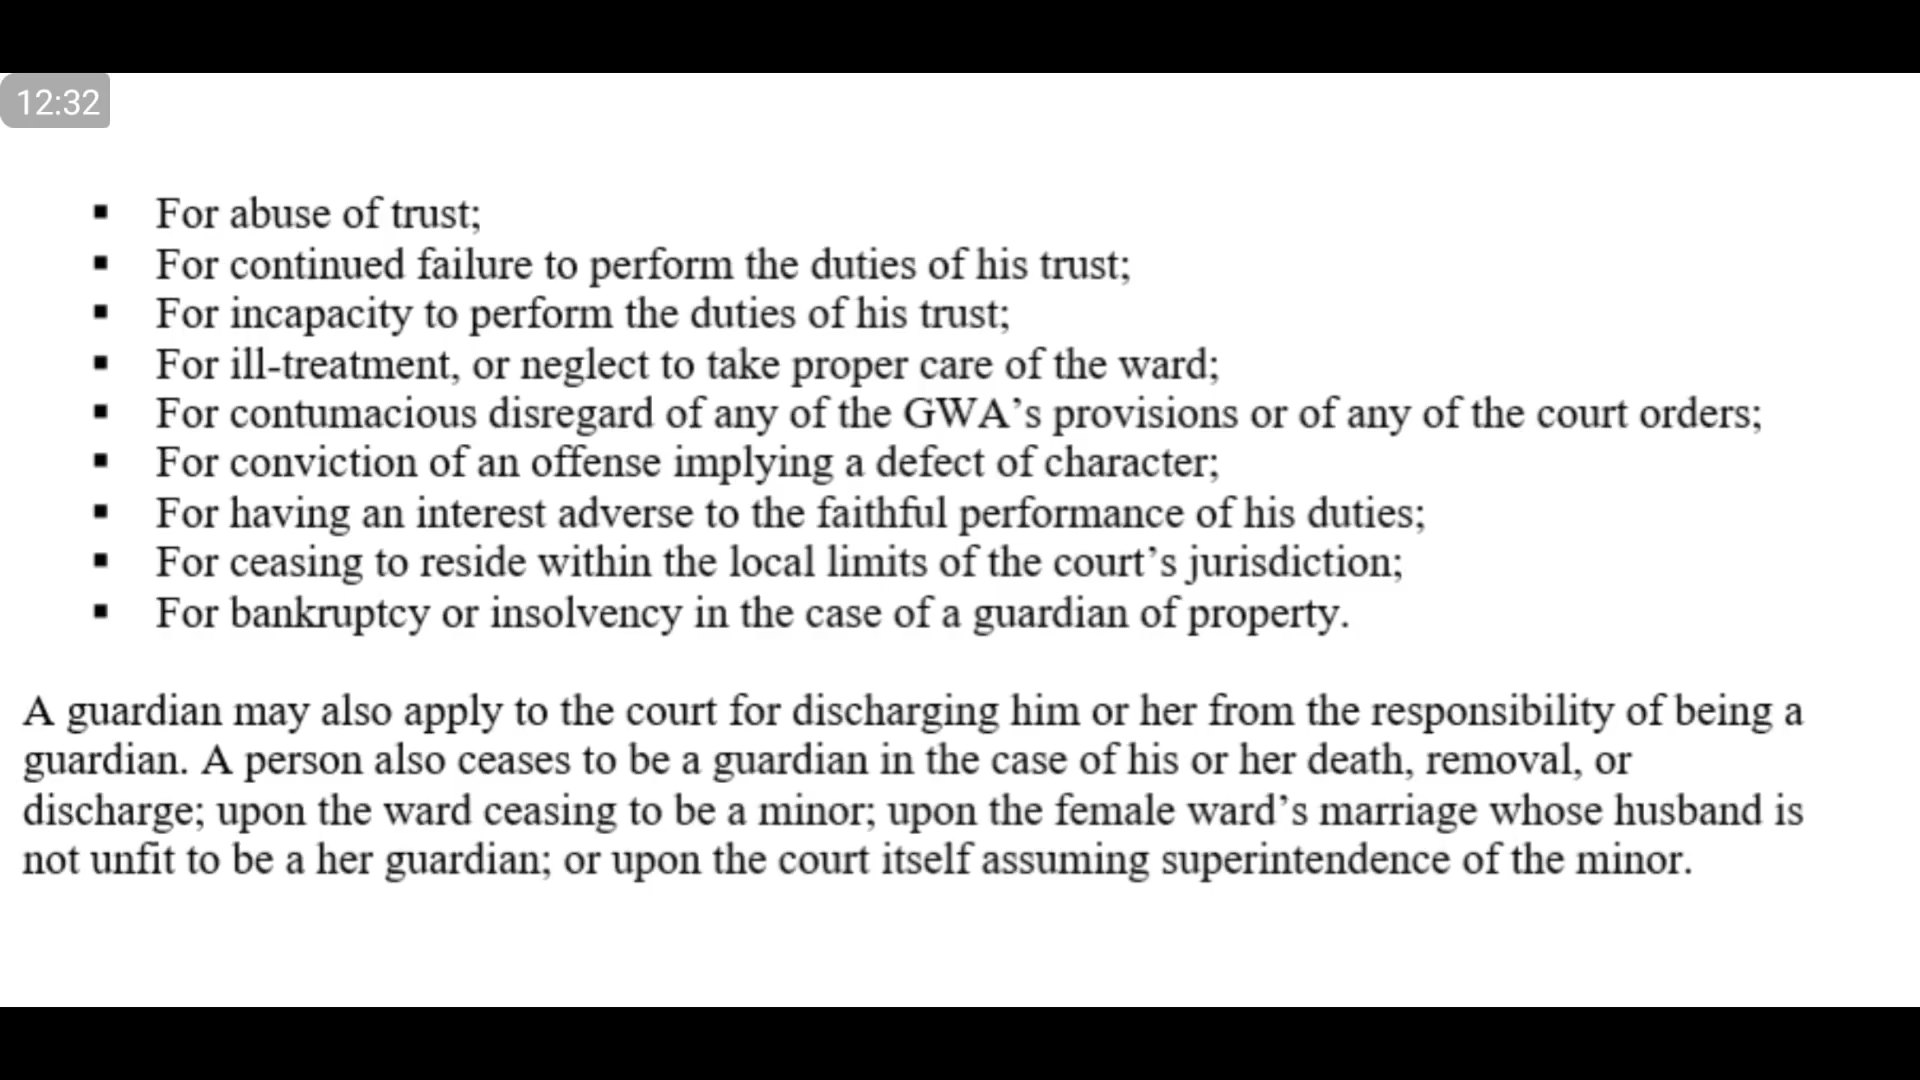 12:32
▪ For abuse of trust;
▪ For continued failure to perform the duties of his trust;
▪ For incapacity to perform the duties of his trust;
▪ For ill-treatment, or neglect to take proper care of the ward;
▪ For contumacious disregard of any of the GWA’s provisions or of any of the court orders;
▪ For conviction of an offense implying a defect of character;
▪ For having an interest adverse to the faithful performance of his duties;
▪ For ceasing to reside within the local limits of the court’s jurisdiction;
▪ For bankruptcy or insolvency in the case of a guardian of property.
A guardian may also apply to the court for discharging him or her from the responsibility of being a
guardian. A person also ceases to be a guardian in the case of his or her death, removal, or
discharge; upon the ward ceasing to be a minor; upon the female ward’s marriage whose husband is
not unfit to be a her guardian; or upon the court itself assuming superintendence of the minor.